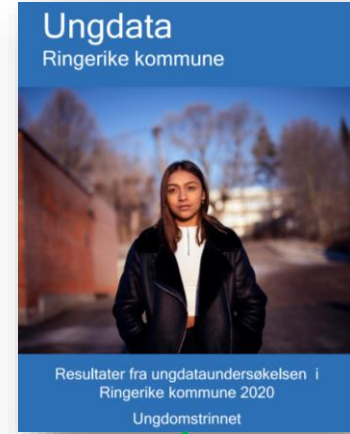 Ungdata
Ringerike kommune
Resultater fra ungdataundersøkelsen i
Ringerike kommune 2020
Ungdomstrinnet